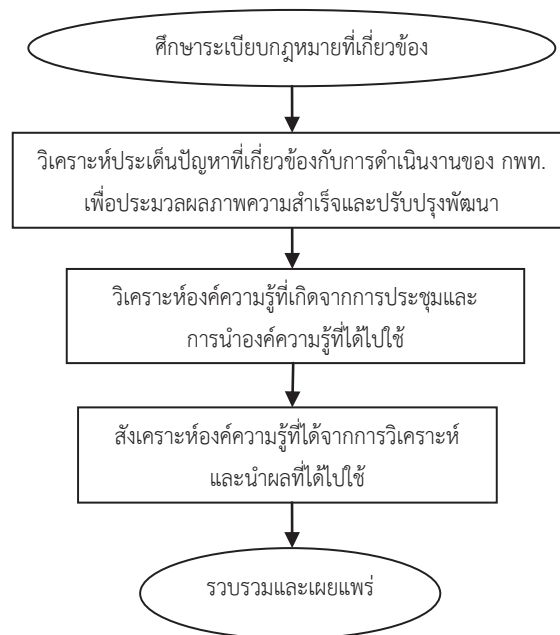 ศึกษาระเบียบกฎหมายที่เกี่ยวข้อง
วิเคราะห์ประเด็นปัญหาที่เกี่ยวข้องกับการดำเนินงานของ กพท.
เพื่อประมวลผลภาพความสำเร็จและปรับปรุงพัฒนา
วิเคราะห์องค์ความรู้ที่เกิดจากการประชุมและ
การนำองค์ความรู้ที่ได้ไปใช้
สังเคราะห์องค์ความรู้ที่ได้จากการวิเคราะห์
และนำผลที่ได้ไปใช้
รวบรวมและเผยแพร่